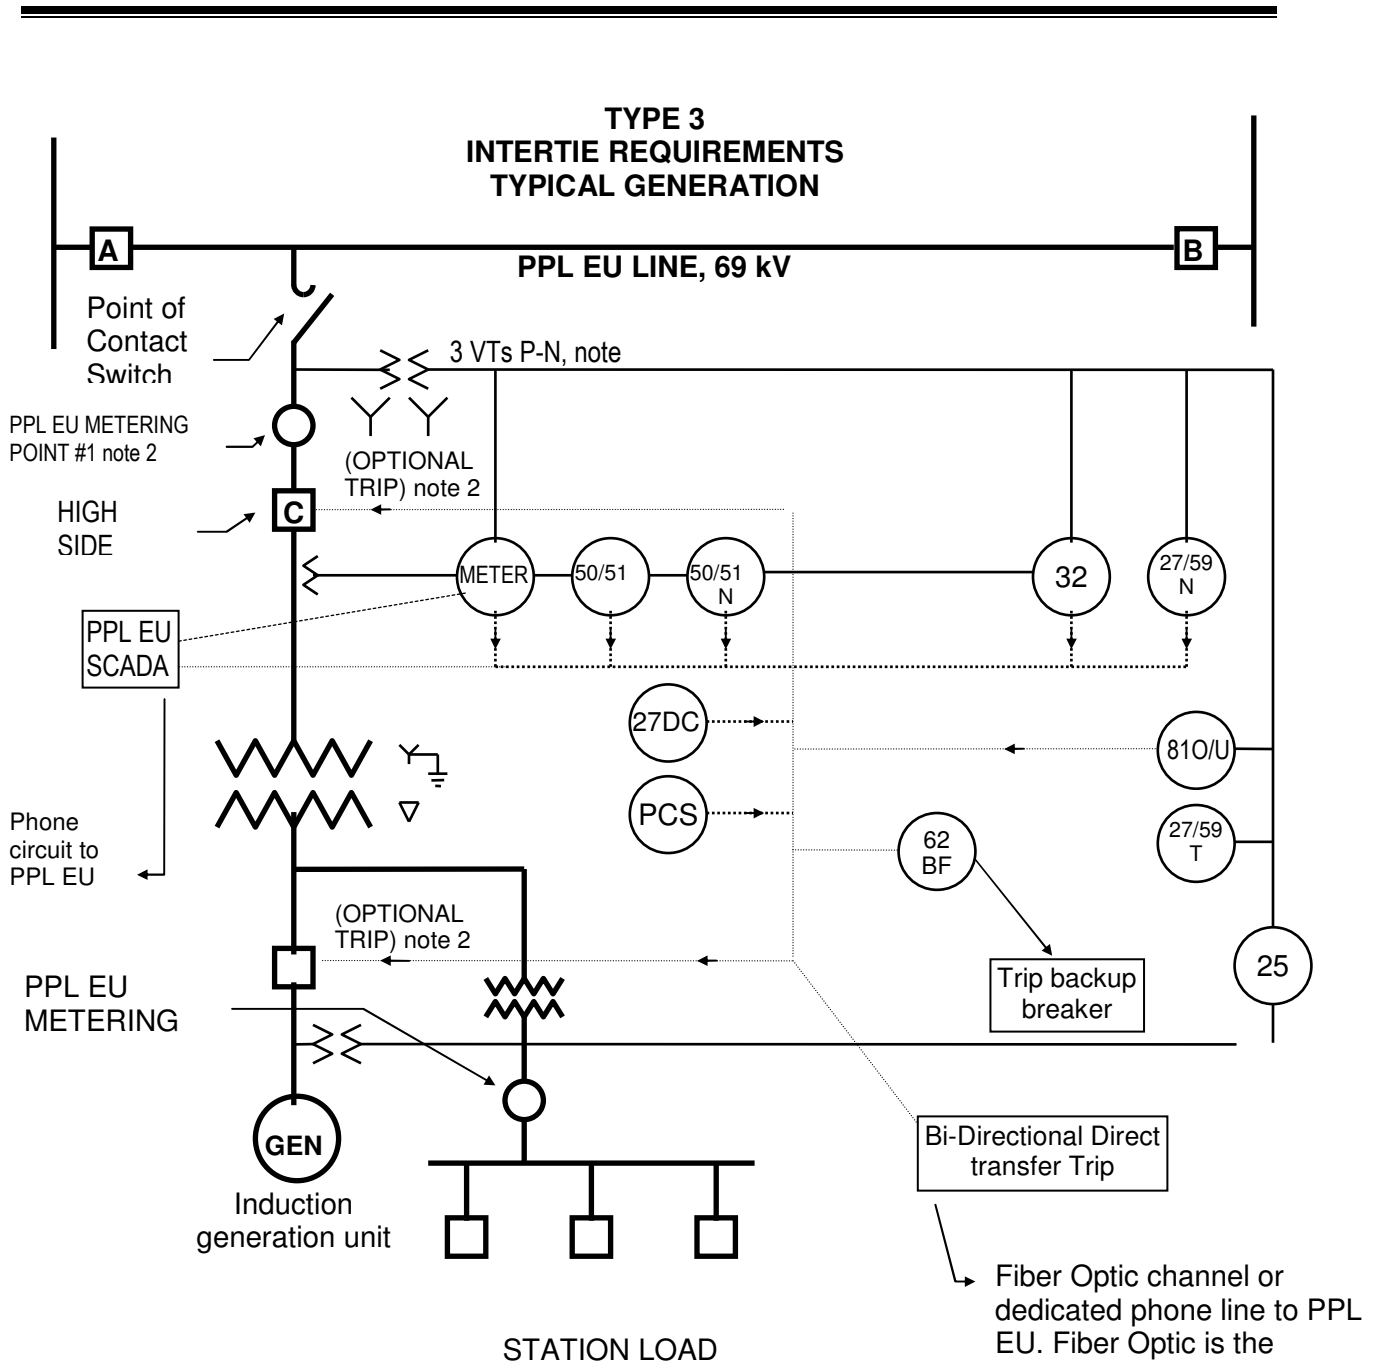 TYPE 3
INTERTIE REQUIREMENTS
TYPICAL GENERATION
A
B
PPL EU LINE, 69 kV
Point of
Contact
Switch
3 VTs P-N, note
PPL EU METERING
POINT #1 note 2
(OPTIONAL
TRIP) note 2
HIGH
SIDE
C
METER
50/51
50/51
N
32
27/59
N
PPL EU
SCADA
27DC
81O/U
PCS
27/59
T
62
BF
Phone
circuit to
PPL EU
(OPTIONAL
TRIP) note 2
25
Trip backup
breaker
PPL EU
METERING
GEN
Induction
generation unit
Bi-Directional Direct
transfer Trip
Fiber Optic channel or
dedicated phone line to PPL
EU. Fiber Optic is the
STATION LOAD